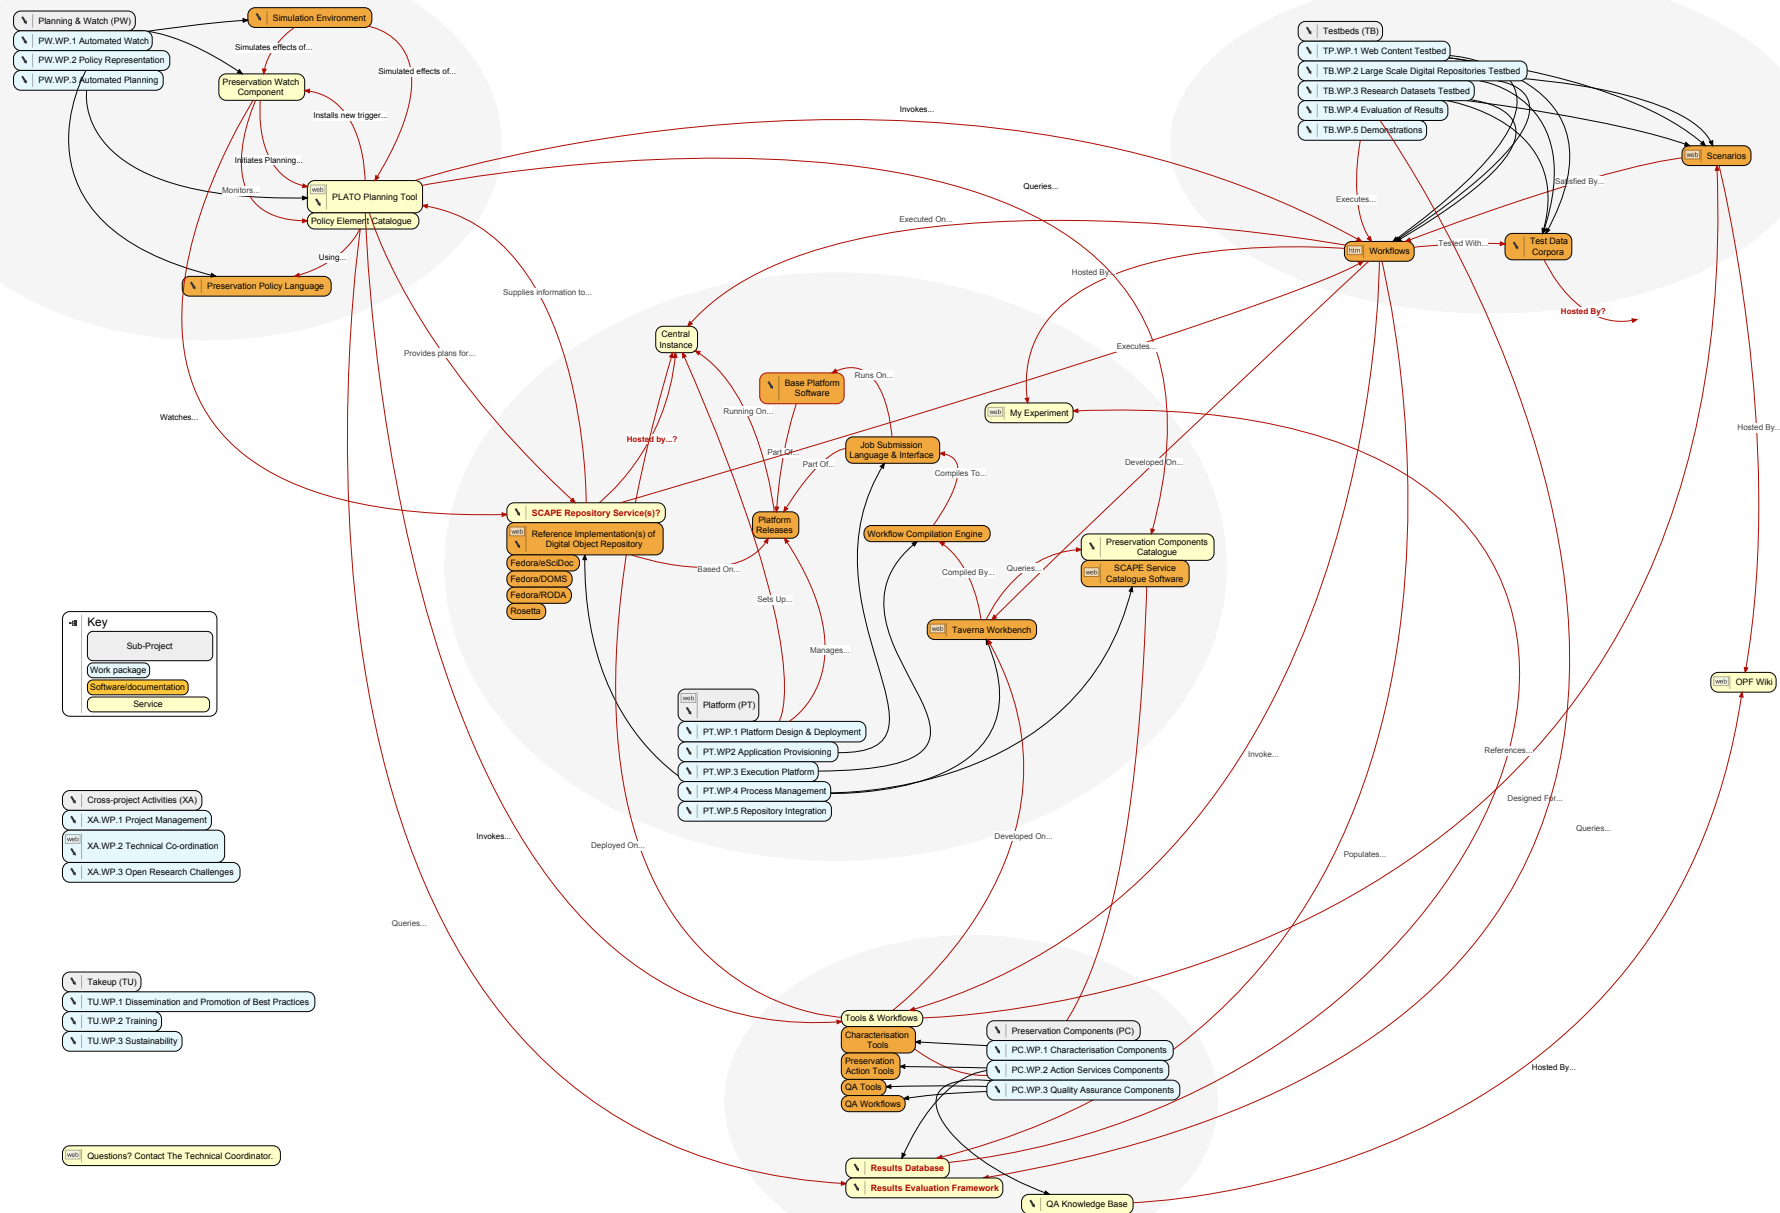 Planning & Watch (PW)
PW.WP.1 Automated Watch
PW.WP.2 Policy Representation
PW.WP.3 Automated Planning
Simulation Environment
Simulates effects of...
Simulated effects of...
Preservation Watch
Component
Installs new trigger...
Initiates Planning...
Monitors...
web
PLATO Planning Tool
Policy Element Catalogue
Using...
Preservation Policy Language
Invokes...
Queries...
Executed On...
Supplies information to...
Provides plans for...
Watches...
Testbeds (TB)
TP.WP.1 Web Content Testbed
TB.WP.2 Large Scale Digital Repositories Testbed
TB.WP.3 Research Datasets Testbed
TB.WP.4 Evaluation of Results
TB.WP.5 Demonstrations
web
Scenarios
Satisfied By...
Executes...
htm
Workflows
Tested With...
Test Data
Corpora
Hosted By?
Hosted By...
Hosted By...
Central
Instance
Executes...
Base Platform
Software
Runs On...
Running On...
web
My Experiment
Hosted by...?
Part Of...
Part Of...
Job Submission
Language & Interface
Compiles To...
Developed On...
SCAPE Repository Service(s)?
web
Reference Implementation(s) of
Digital Object Repository
Fedora/eSciDoc
Fedora/DOMS
Fedora/RODA
Rosetta
Platform
Releases
Based On...
Workflow Compilation Engine
Compiled By...
Queries...
Preservation Components
Catalogue
web
SCAPE Service
Catalogue Software
Sets Up...
Manages...
web
Taverna Workbench
web
OPF Wiki
Key
Sub-Project
Work package
Software/documentation
Service
web
Platform (PT)
PT.WP.1 Platform Design & Deployment
PT.WP2 Application Provisioning
PT.WP.3 Execution Platform
PT.WP.4 Process Management
PT.WP.5 Repository Integration
Cross-project Activities (XA)
XA.WP.1 Project Management
web
XA.WP.2 Technical Co-ordination
XA.WP.3 Open Research Challenges
Invokes...
Deployed On...
Developed On...
Invoke...
References...
Designed For...
Queries...
Populates...
Queries...
Takeup (TU)
TU.WP.1 Dissemination and Promotion of Best Practices
TU.WP.2 Training
TU.WP.3 Sustainability
Tools & Workflows
Characterisation
Tools
Preservation
Action Tools
QA Tools
QA Workflows
Preservation Components (PC)
PC.WP.1 Characterisation Components
PC.WP.2 Action Services Components
PC.WP.3 Quality Assurance Components
Hosted By...
web
Questions? Contact The Technical Coordinator.
Results Database
Results Evaluation Framework
QA Knowledge Base